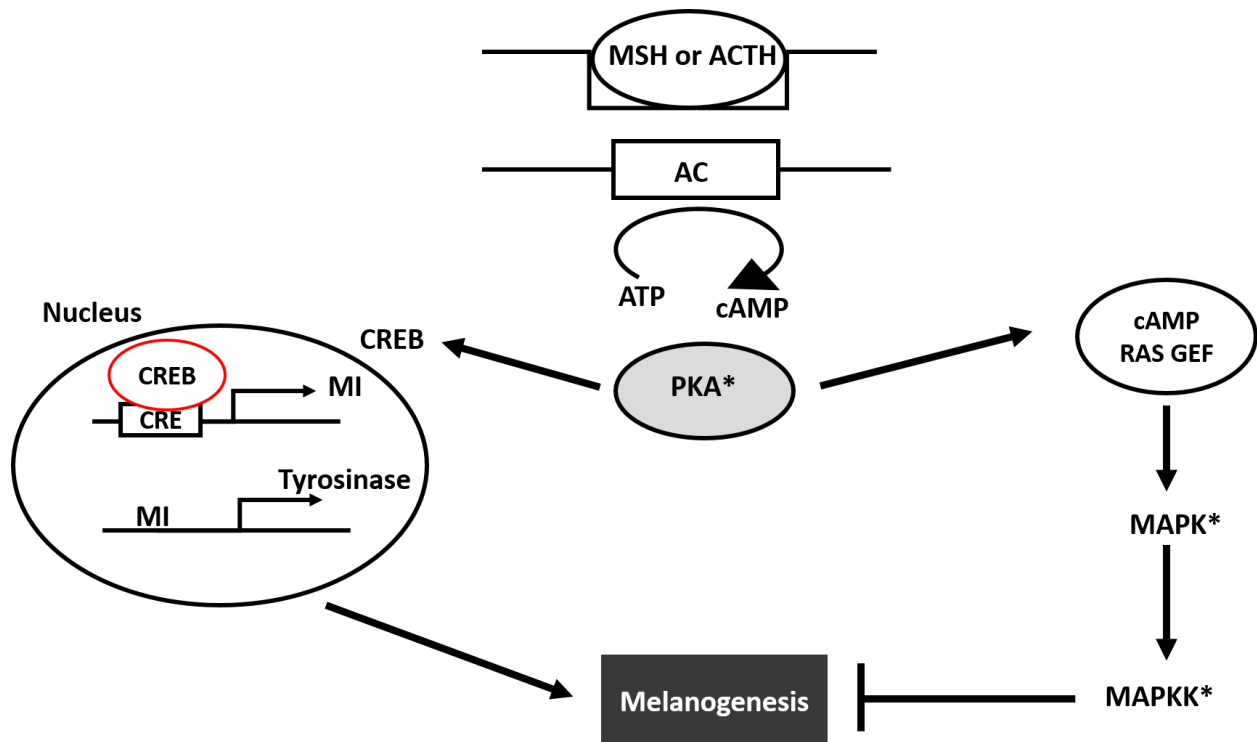 MSH or ACTH
AC
ATP
cAMP
Nucleus
CREB
CREB
MI
CRE
Tyrosinase
MI
PKA*
cAMP
RAS GEF
MAPK*
MAPKK*
Melanogenesis